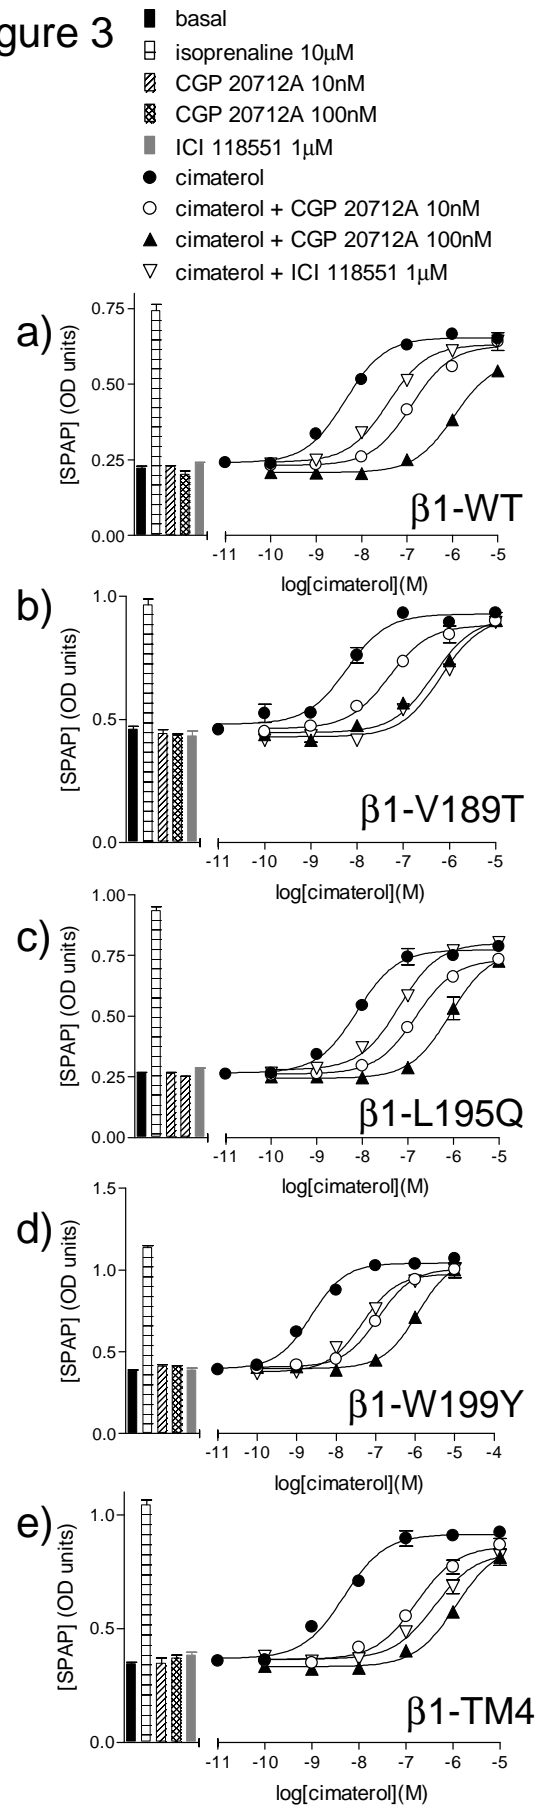 gure 3
basal
isoprenaline 10μM
CGP 20712A 10nM
CGP 20712A 100nM
ICI 118551 1μM
cimaterol
cimaterol + CGP 20712A 10nM
cimaterol + CGP 20712A 100nM
cimaterol + ICI 118551 1μM
a)
[SPAP] (OD units)
0.75
0.50
0.25
0.00
β1-WT
-11 -10 -9 -8 -7 -6 -5
log[cimaterol](M)
b)
[SPAP] (OD units)
1.0
0.5
0.0
β1-V189T
-11 -10 -9 -8 -7 -6 -5
log[cimaterol](M)
c)
[SPAP] (OD units)
1.00
0.75
0.50
0.25
0.00
β1-L195Q
-11 -10 -9 -8 -7 -6 -5
log[cimaterol](M)
d)
[SPAP] (OD units)
1.5
1.0
0.5
0.0
β1-W199Y
-11 -10 -9 -8 -7 -6 -5 -4
log[cimaterol](M)
e)
[SPAP] (OD units)
1.0
0.5
0.0
β1-TM4
-11 -10 -9 -8 -7 -6 -5
log[cimaterol](M)